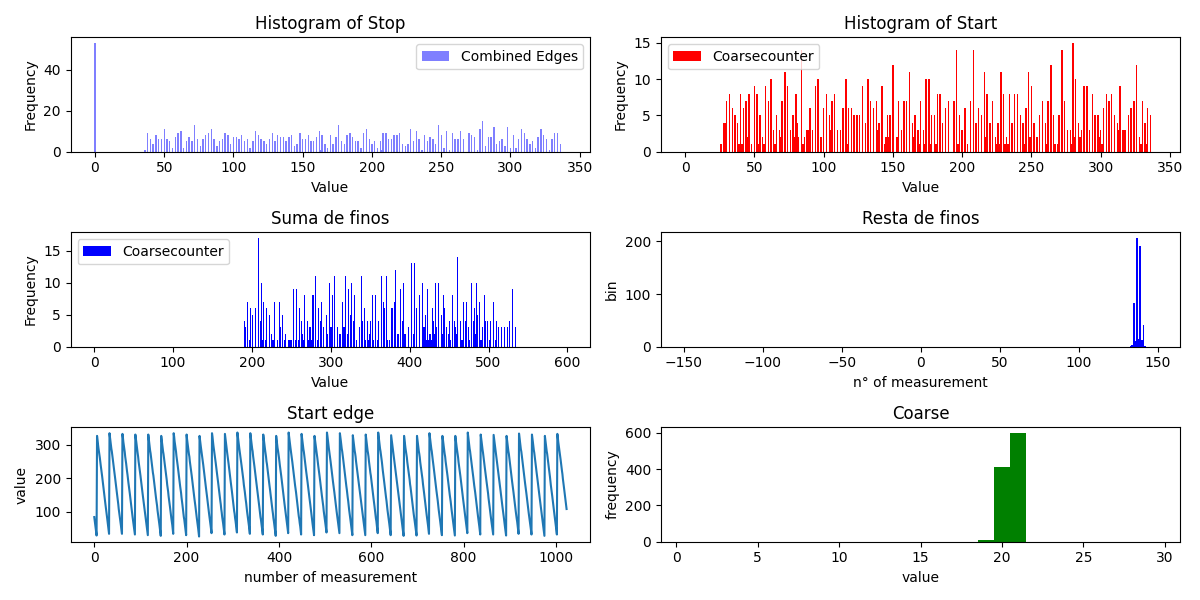 Histogram of Stop
Frequency
40
20
0
Combined Edges
0 50 100 150 200 250 300 350
Value
Histogram of Start
Frequency
15
10
5
0
Coarsecounter
0 50 100 150 200 250 300 350
Value
Suma de finos
Frequency
15
10
5
0
Coarsecounter
0 100 200 300 400 500 600
Value
Resta de finos
bin
200
100
0
−150 −100 −50 0 50 100 150
n° of measurement
Start edge
value
300
200
100
0 200 400 600 800 1000
number of measurement
Coarse
frequency
600
400
200
0
0 5 10 15 20 25 30
value